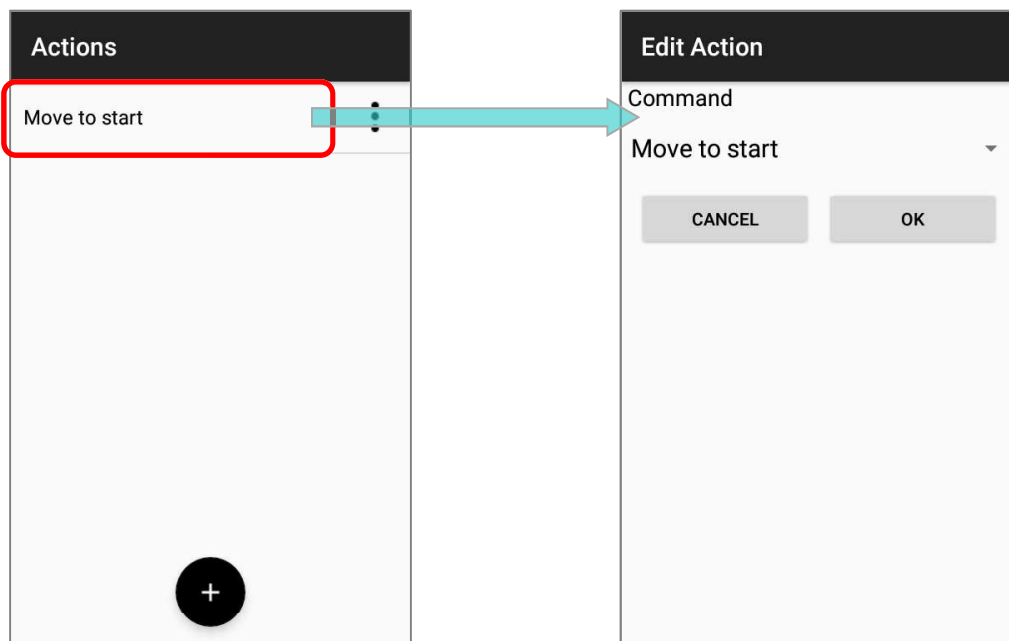 Actions
Move to start
+
Edit Action
Command
Move to start
CANCEL
OK